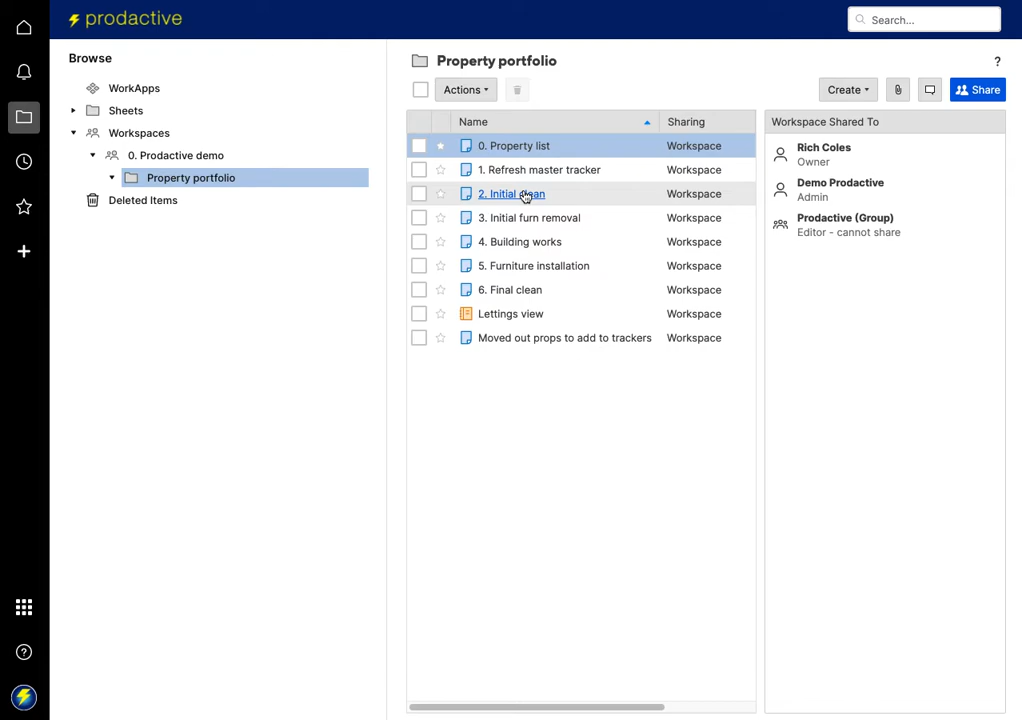 prodactive
Search...
Browse
WorkApps
Sheets
Workspaces
0. Prodactive demo
Property portfolio
Deleted Items
Property portfolio
?
Actions
Create
Share
Name
Sharing
0. Property list
Workspace
1. Refresh master tracker
Workspace
2. Initial clean
Workspace
3. Initial furn removal
Workspace
4. Building works
Workspace
5. Furniture installation
Workspace
6. Final clean
Workspace
Lettings view
Workspace
Moved out props to add to trackers
Workspace
Workspace Shared To
Rich Coles
Owner
Demo Prodactive
Admin
Prodactive (Group)
Editor - cannot share